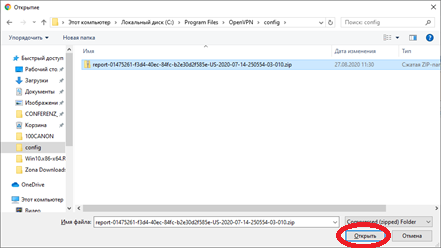 Открытие
Этот компьютер › Локальный диск (C:) › Program Files › OpenVPN › config
Поиск: config
Упорядочить
Новая папка
Имя
Дата изменения
Тип
report-01475261-f3d4-40ec-84fc-b2e30d2f585e-US-2020-07-14-250554-03-010.zip
27.08.2020 11:30
Сжатая ZIP-пап
Быстрый доступ
Рабочий сто
Загрузки
Документы
Изображени
CONFERENZ_
Корзина
100CANON
config
Win10.x86-x64.R
Zona Downloads
OneDrive
Этот компьютер
Видео
Имя файла:
report-01475261-f3d4-40ec-84fc-b2e30d2f585e-US-2020-07-14-250554-03-010.zip
Compressed (zipped) Folder
Открыть
Отмена